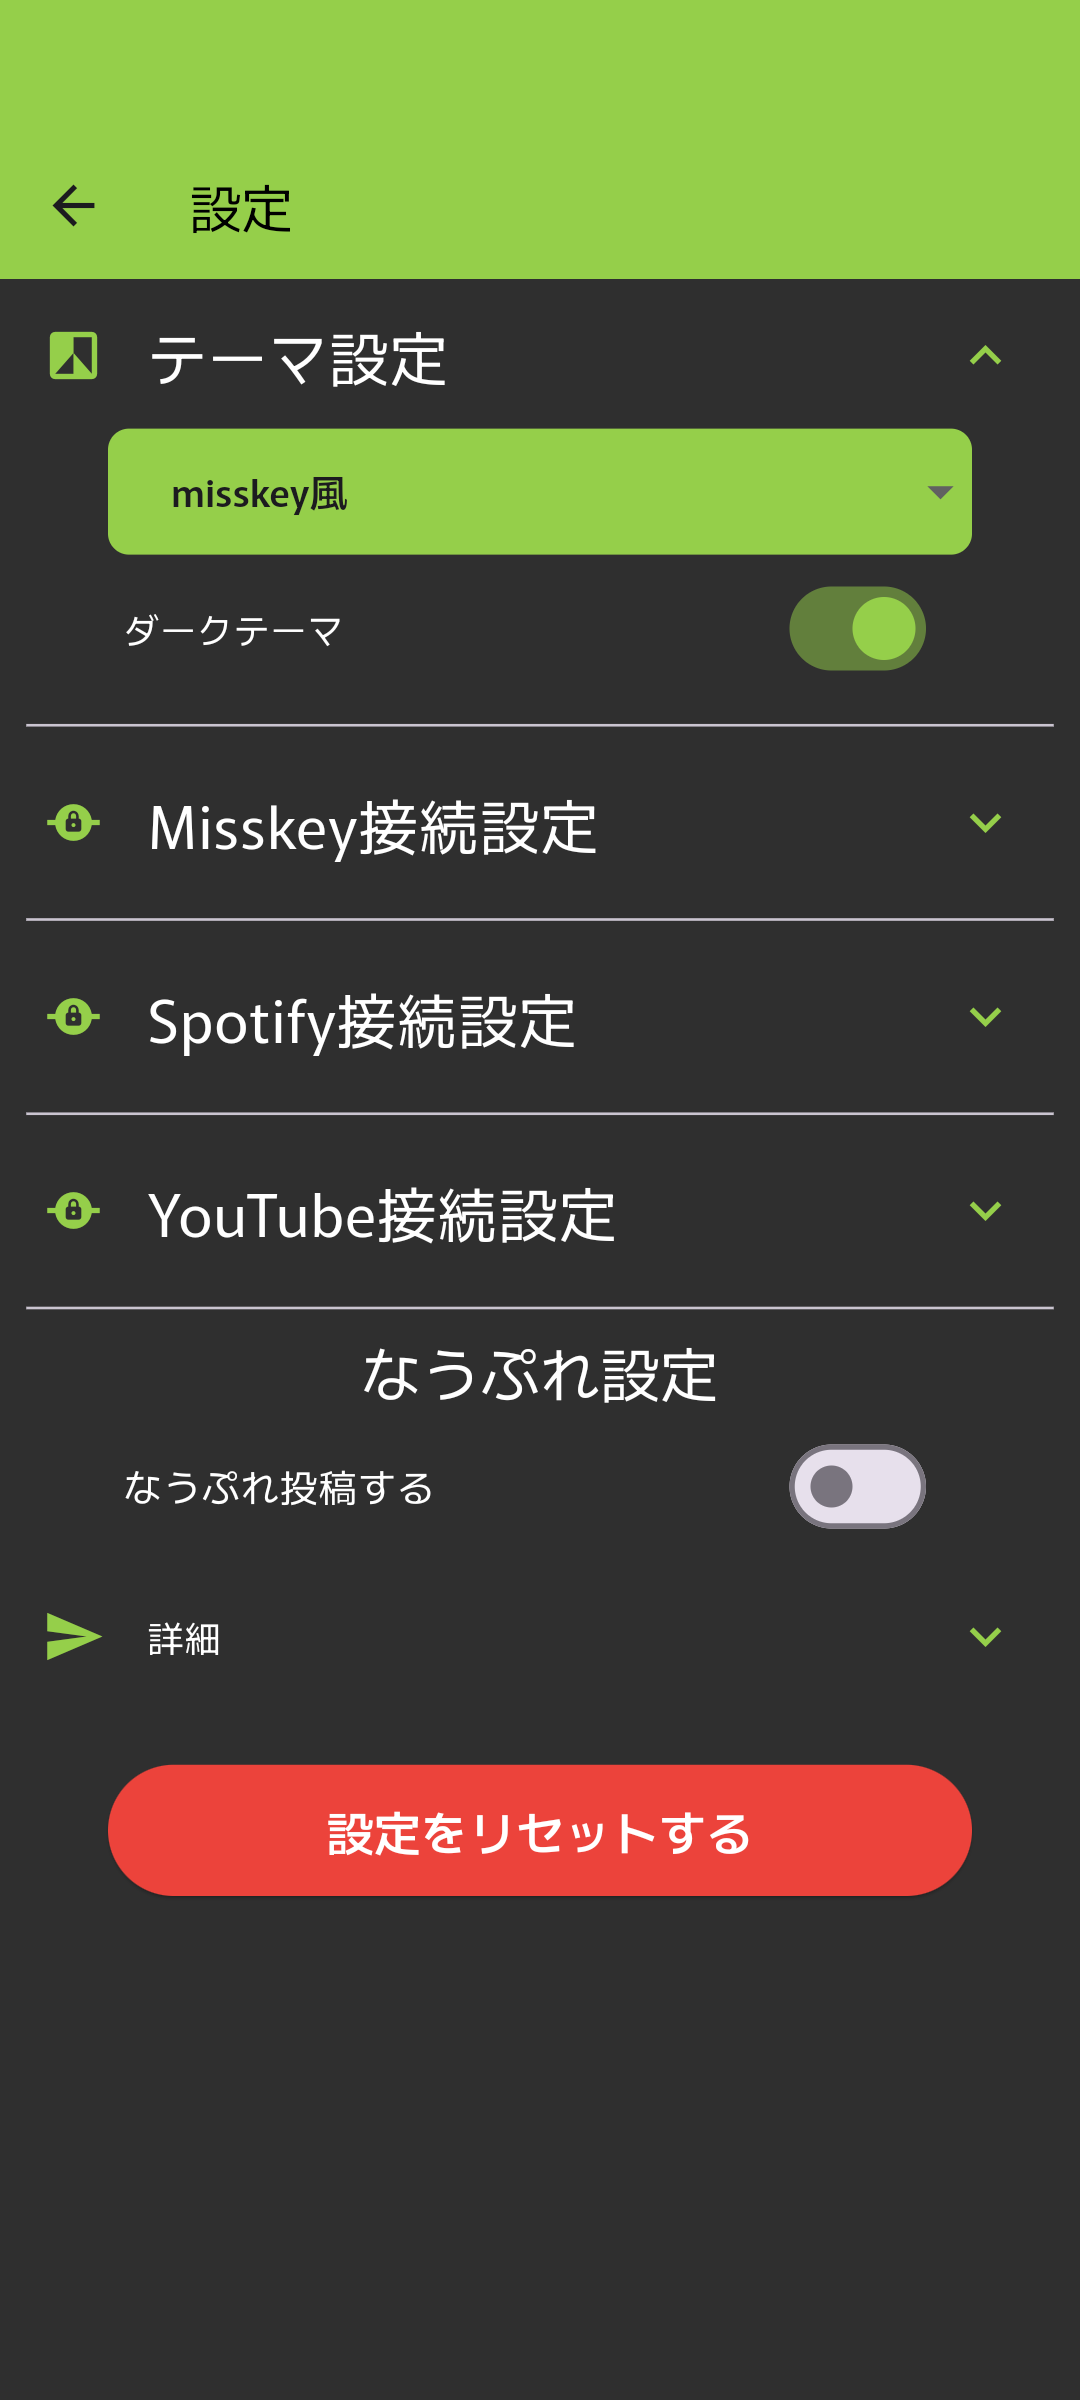 設定
テーマ設定
misskey風
ダークテーマ
Misskey接続設定
Spotify接続設定
YouTube接続設定
なうぷれ設定
なうぷれ投稿する
詳細
設定をリセットする